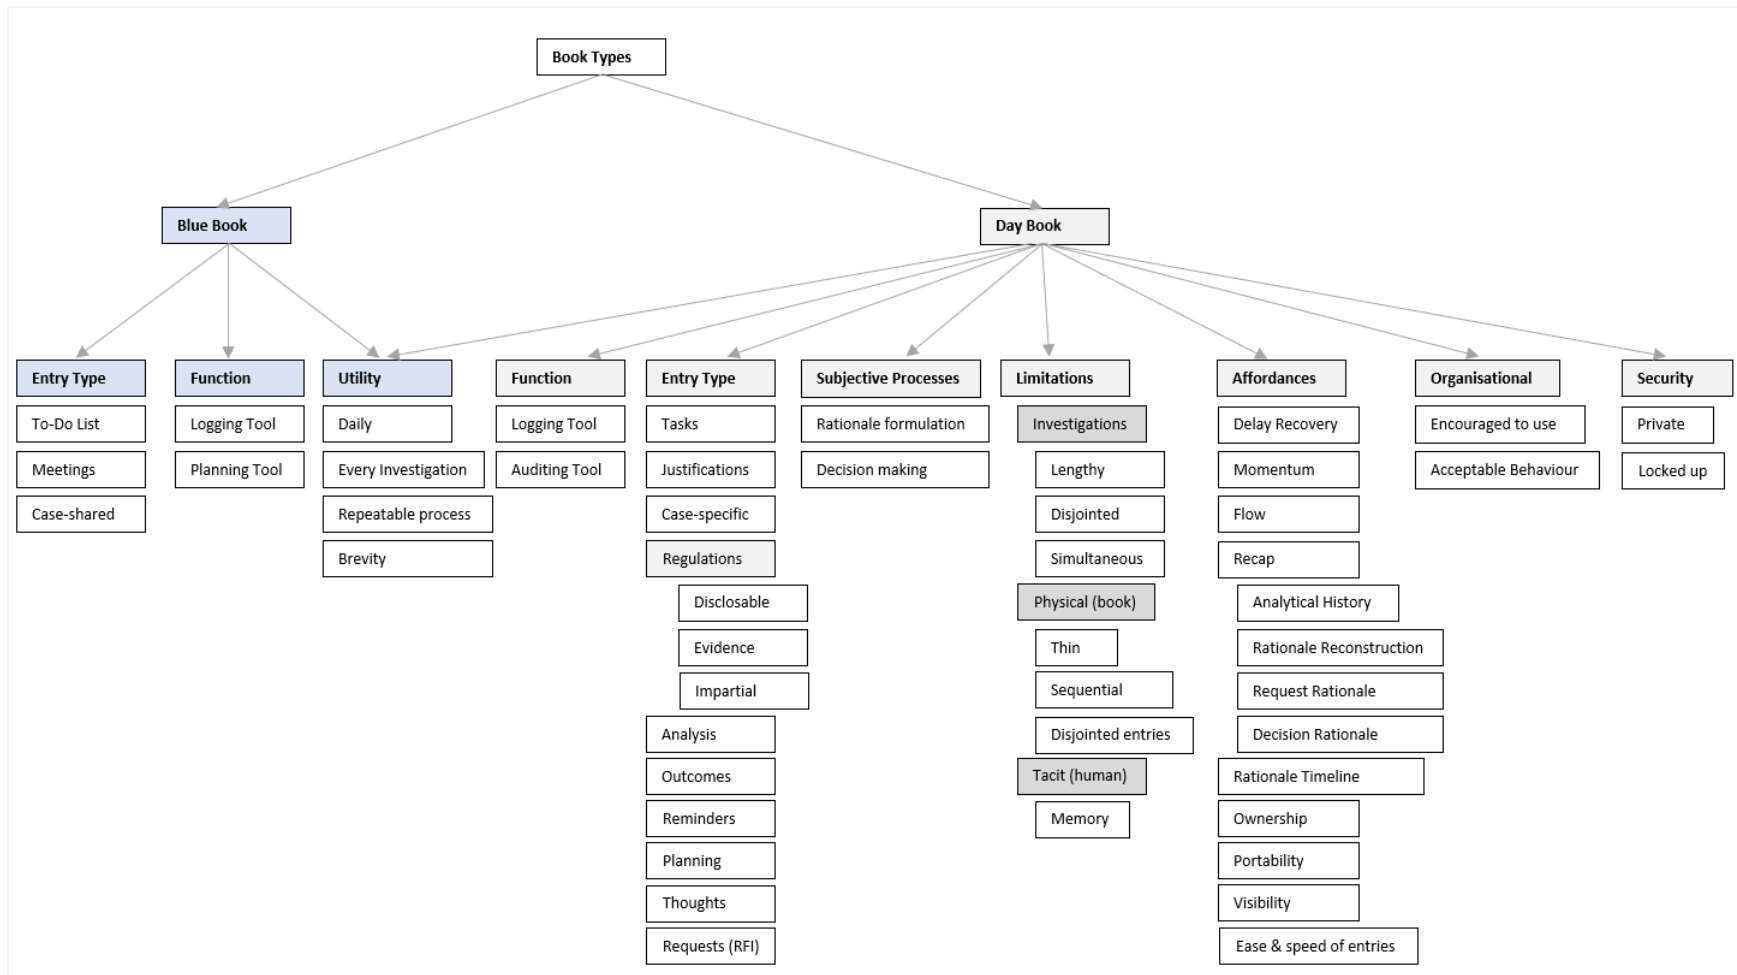 Book Types
Blue Book
Day Book
Entry Type
To-Do List
Meetings
Case-shared
Function
Logging Tool
Planning Tool
Utility
Daily
Every Investigation
Repeatable process
Brevity
Function
Logging Tool
Auditing Tool
Entry Type
Tasks
Justifications
Case-specific
Regulations
Disclosable
Evidence
Impartial
Analysis
Outcomes
Reminders
Planning
Thoughts
Requests (RFI)
Subjective Processes
Rationale formulation
Decision making
Limitations
Investigations
Lengthy
Disjointed
Simultaneous
Physical (book)
Thin
Sequential
Disjointed entries
Tacit (human)
Memory
Affordances
Delay Recovery
Momentum
Flow
Recap
Analytical History
Rationale Reconstruction
Request Rationale
Decision Rationale
Rationale Timeline
Ownership
Portability
Visibility
Ease & speed of entries
Organisational
Encouraged to use
Acceptable Behaviour
Security
Private
Locked up